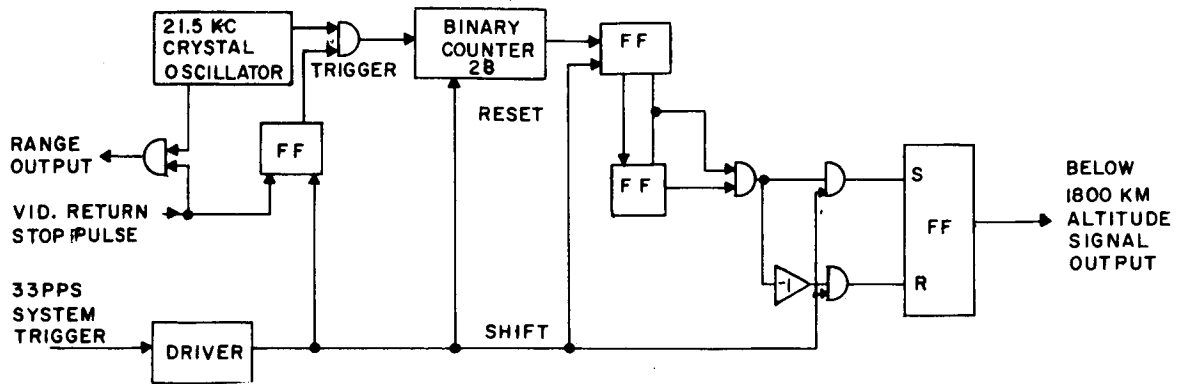 21.5 KC
CRYSTAL
OSCILLATOR
TRIGGER
BINARY
COUNTER
28
RESET
FF
FF
FF
RANGE
OUTPUT
VID. RETURN
STOP PULSE
33PPS
SYSTEM
TRIGGER
DRIVER
SHIFT
-1
S
FF
R
BELOW
1800 KM
ALTITUDE
SIGNAL
OUTPUT